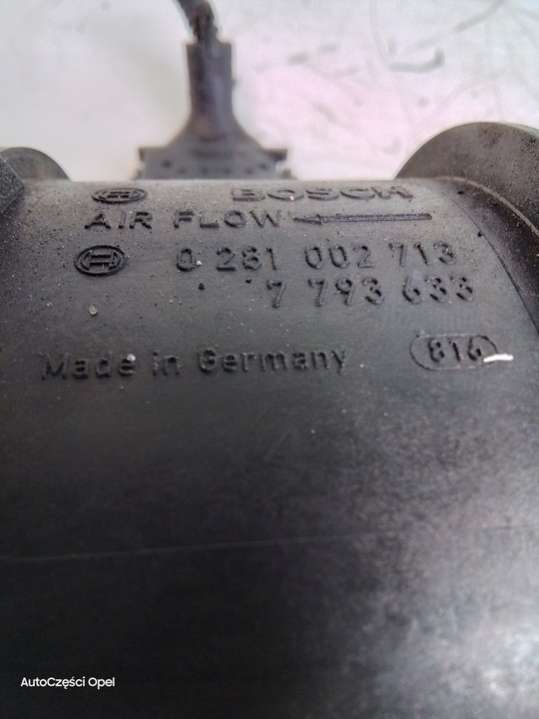 BOSCH
AIR FLOW
0 281 002 713
7 793 633
Made in Germany
816
AutoCzęści Opel